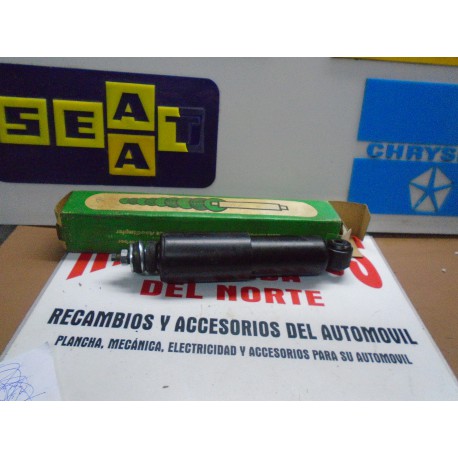 SEAT
A
CHRYS
DEL NORTE
RECAMBIOS Y ACCESORIOS DEL AUTOMOVIL
PLANCHA, MECÁNICA, ELECTRICIDAD Y ACCESORIOS PARA SU AUTOMOVIL